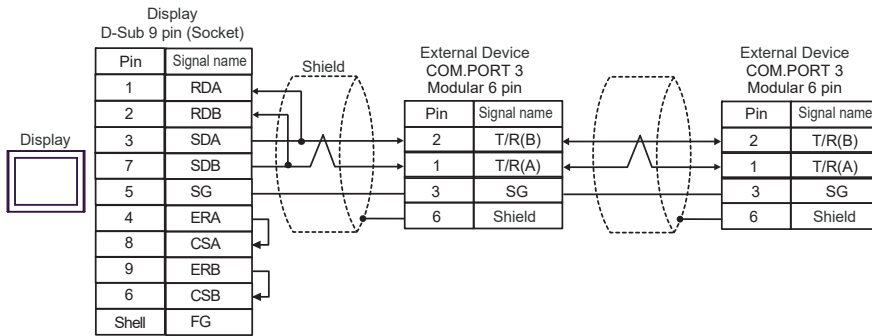 Display
D-Sub 9 pin (Socket)
Pin Signal name
1 RDA
2 RDB
3 SDA
7 SDB
5 SG
4 ERA
8 CSA
9 ERB
6 CSB
Shell FG
Display
Shield
External Device
COM.PORT 3
Modular 6 pin
Pin Signal name
2 T/R(B)
1 T/R(A)
3 SG
6 Shield
External Device
COM.PORT 3
Modular 6 pin
Pin Signal name
2 T/R(B)
1 T/R(A)
3 SG
6 Shield